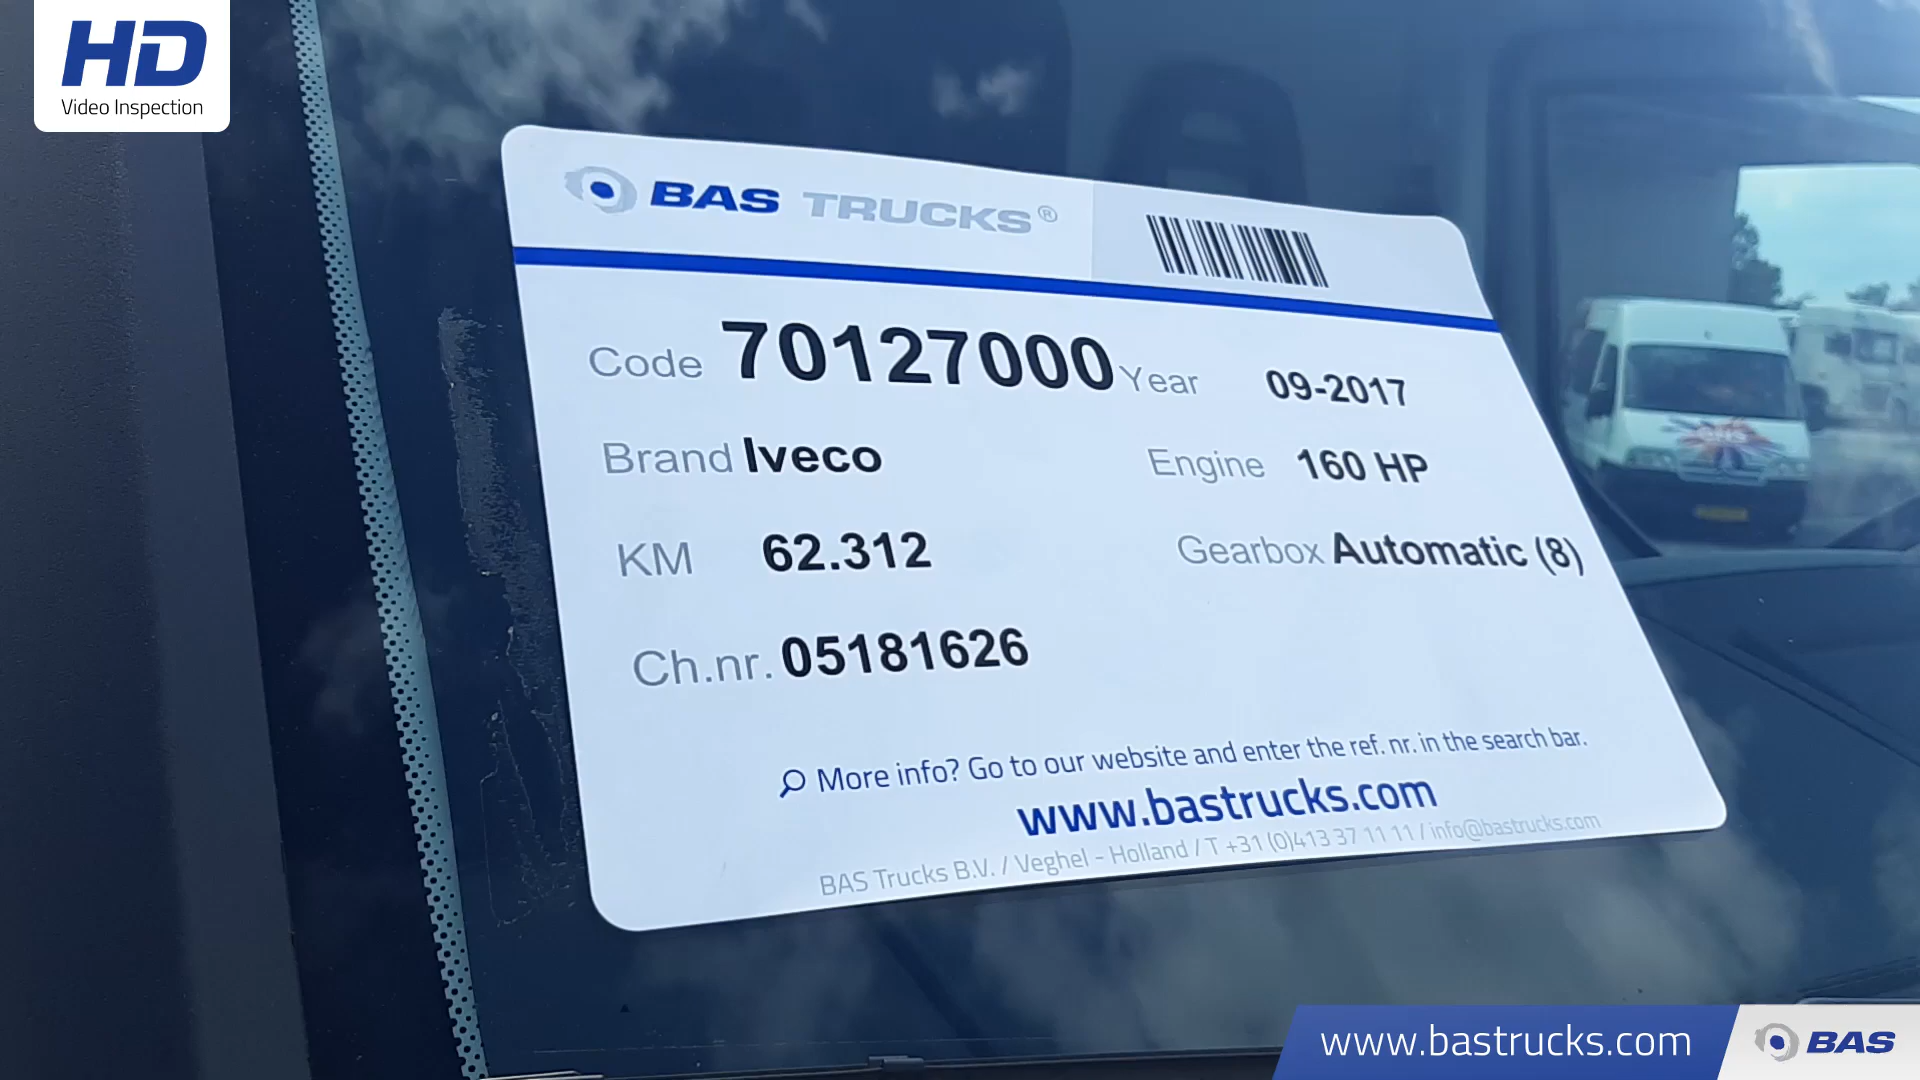 HD
Video Inspection
BAS TRUCKS®
Code 70127000 Year 09-2017
Brand Iveco Engine 160 HP
KM 62.312 Gearbox Automatic (8)
Ch.nr. 05181626
More info? Go to our website and enter the ref. nr. in the search bar.
www.bastrucks.com
BAS Trucks B.V. / Veghel - Holland / T +31 (0)413 37 11 11 / info@bastrucks.com
www.bastrucks.com BAS